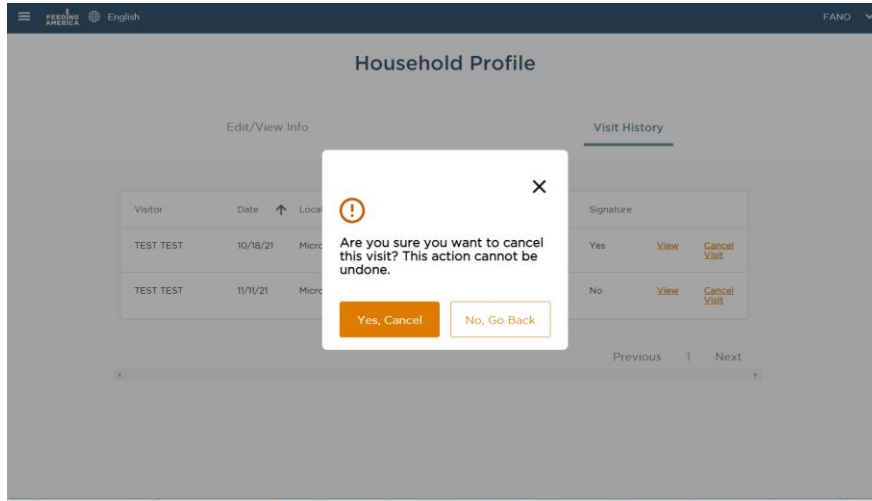 FEEDING
AMERICA
English
FANO
Household Profile
Edit/View Info
Visit History
Visitor
Date
Signature
TEST TEST
10/18/21
Yes
View
Cancel
Visit
TEST TEST
11/11/21
No
View
Cancel
Visit
Are you sure you want to cancel
this visit? This action cannot be
undone.
Yes, Cancel
No, Go Back
Previous 1 Next